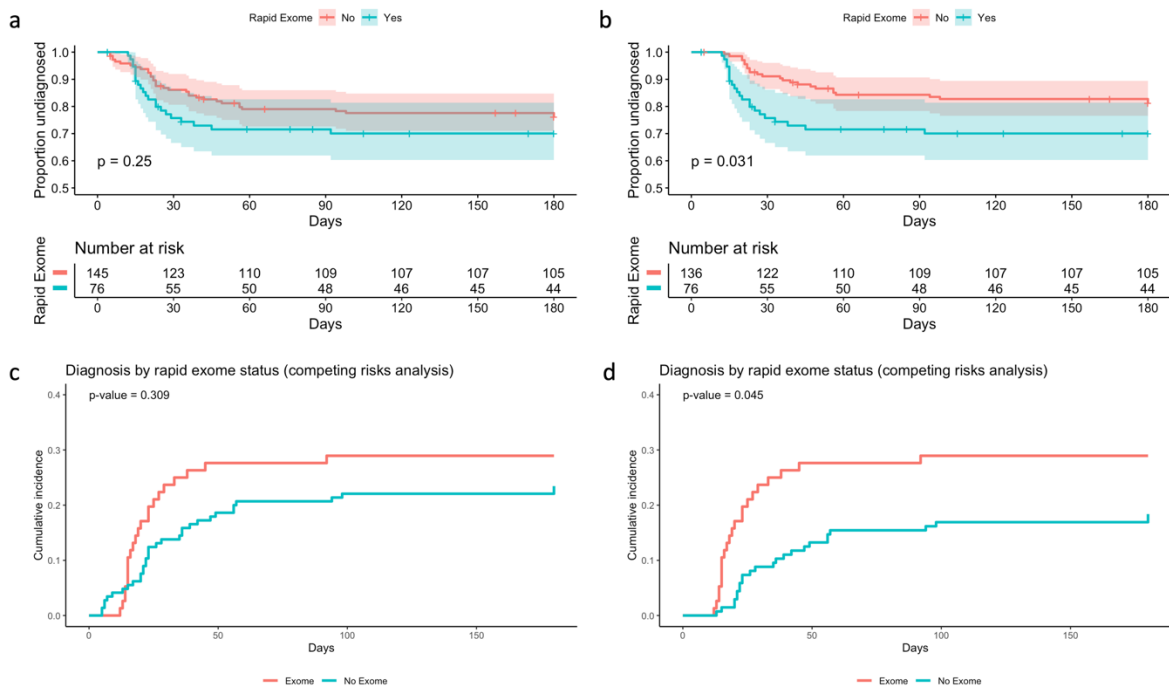 a
Rapid Exome No Yes
Proportion undiagnosed
1.0
0.9
0.8
0.7
0.6
0.5
p = 0.25
0 30 60 90 120 150 180
Days
Number at risk
Rapid Exome
145 123 110 109 107 107 105
76 55 50 48 46 45 44
0 30 60 90 120 150 180
Days
b
Rapid Exome No Yes
Proportion undiagnosed
1.0
0.9
0.8
0.7
0.6
0.5
p = 0.031
0 30 60 90 120 150 180
Days
Number at risk
Rapid Exome
136 122 110 109 107 107 105
76 55 50 48 46 45 44
0 30 60 90 120 150 180
Days
c
Diagnosis by rapid exome status (competing risks analysis)
p-value = 0.309
Cumulative incidence
0.4
0.3
0.2
0.1
0.0
0 50 100 150
Days
Exome No Exome
d
Diagnosis by rapid exome status (competing risks analysis)
p-value = 0.045
Cumulative incidence
0.4
0.3
0.2
0.1
0.0
0 50 100 150
Days
Exome No Exome